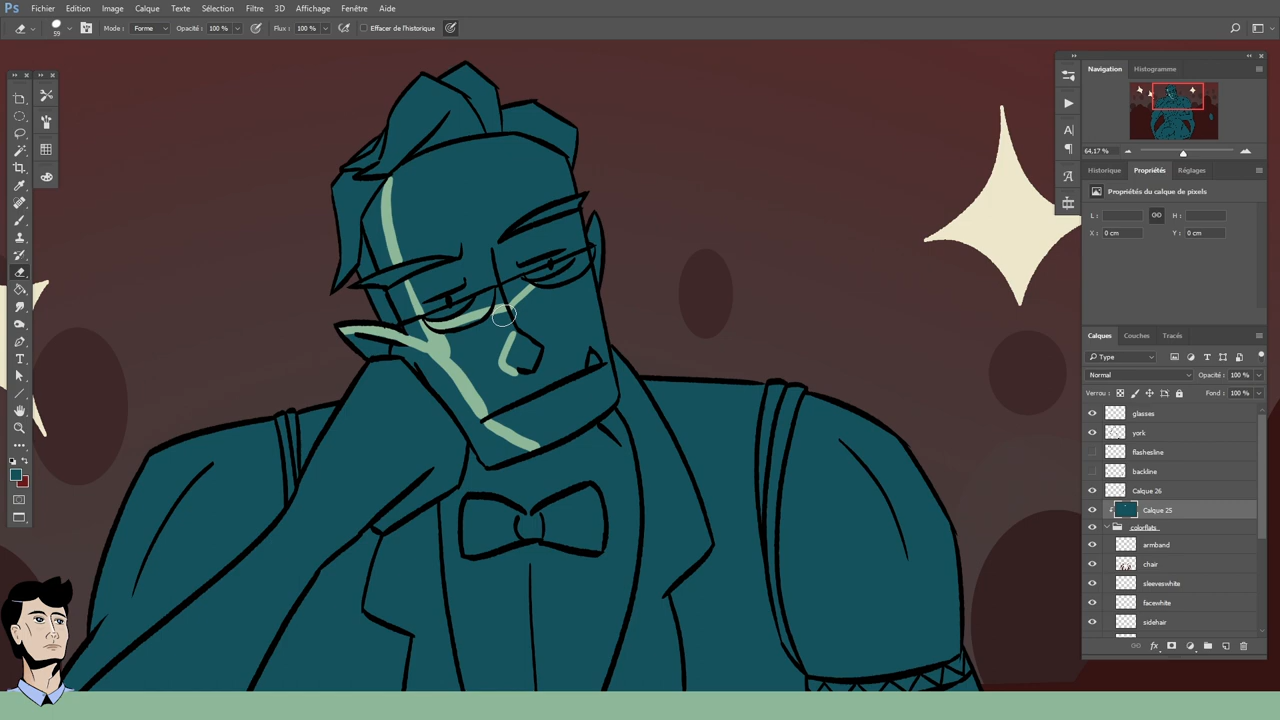 Ps Fichier Edition Image Calque Texte Sélection Filtre 3D Affichage Fenêtre Aide
59 Mode : Forme Opacité : 100 % Flux : 100 % Effacer de l'historique
Navigation Histogramme
64,17 %
Historique Propriétés Réglages
Propriétés du calque de pixels
L : H :
X : 0 cm Y : 0 cm
Calques Couches Tracés
Type
Normal Opacité : 100 %
Verrou : Fond : 100 %
glasses
york
flashesline
backline
Calque 26
Calque 25
colorflats
armband
chair
sleeveswhite
facewhite
sidehair